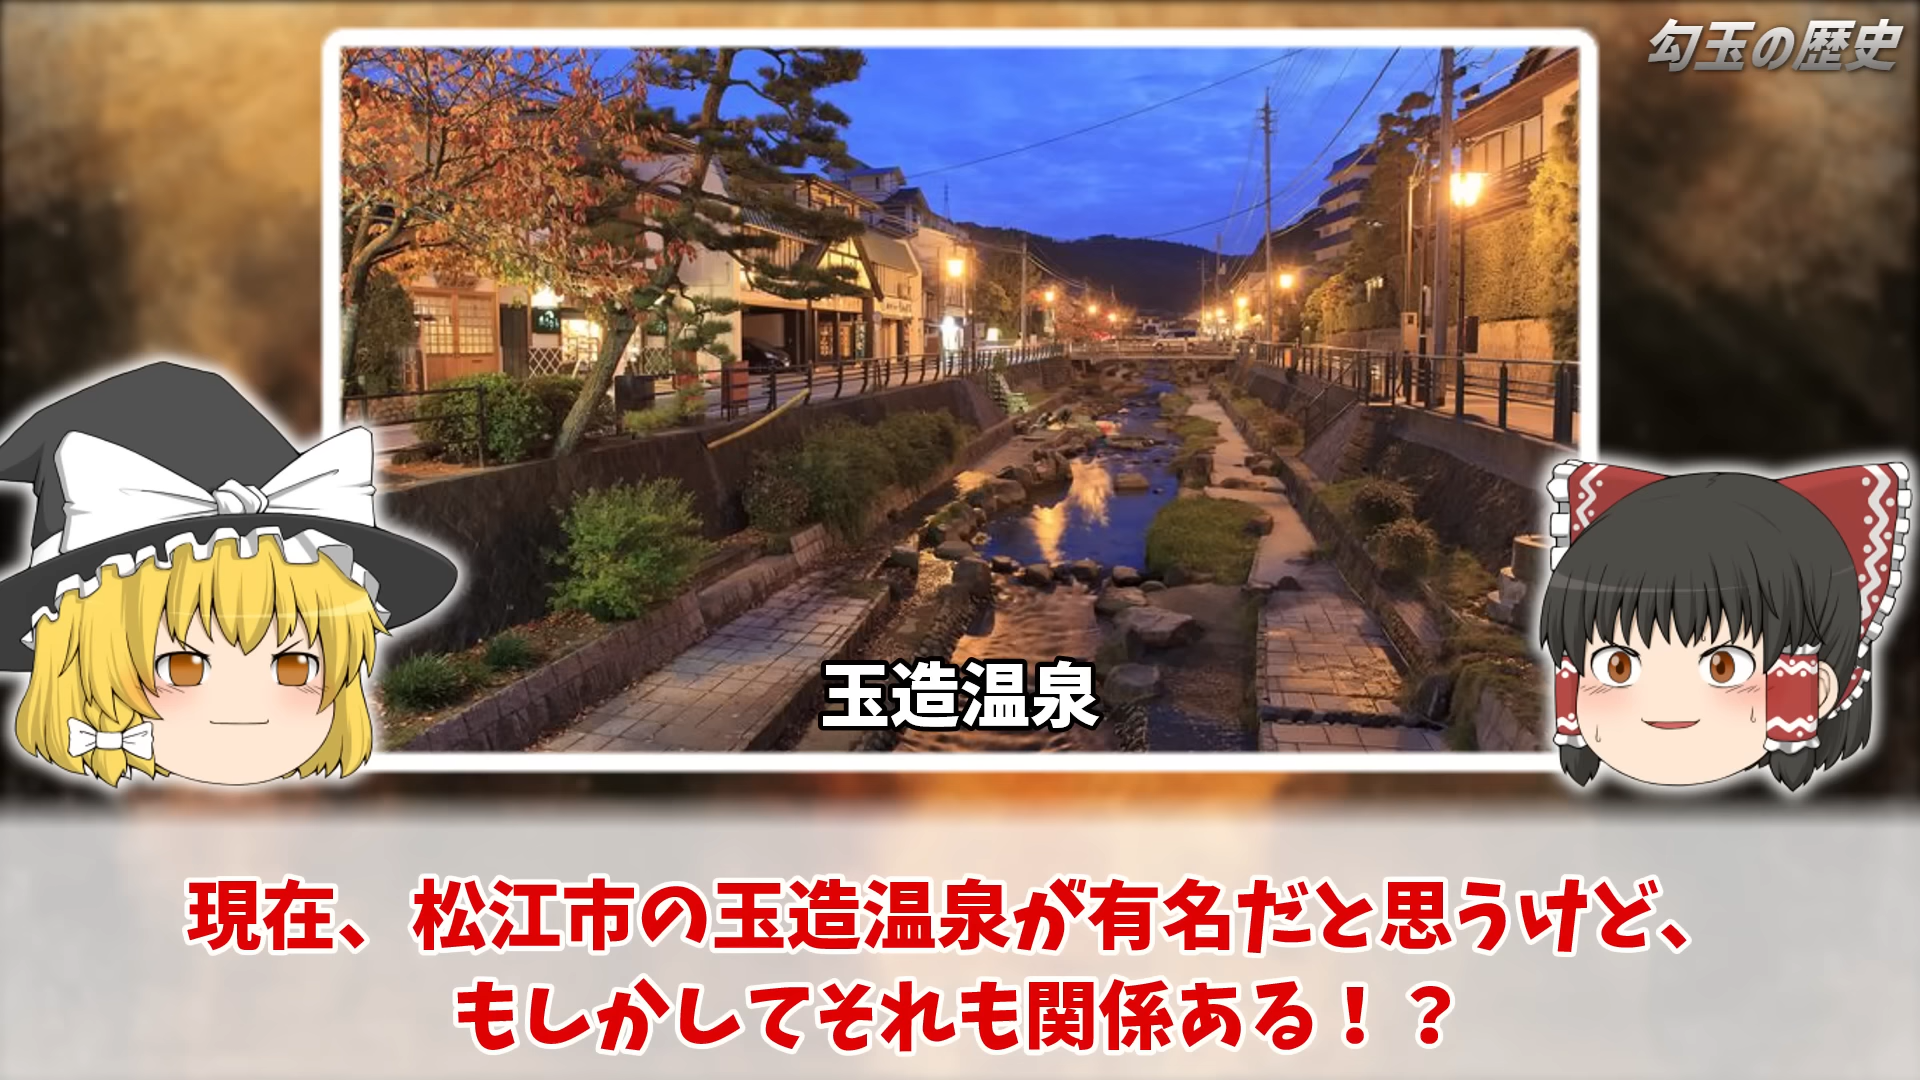 勾玉の歴史
玉造温泉
現在、松江市の玉造温泉が有名だと思うけど、
もしかしてそれも関係ある！？